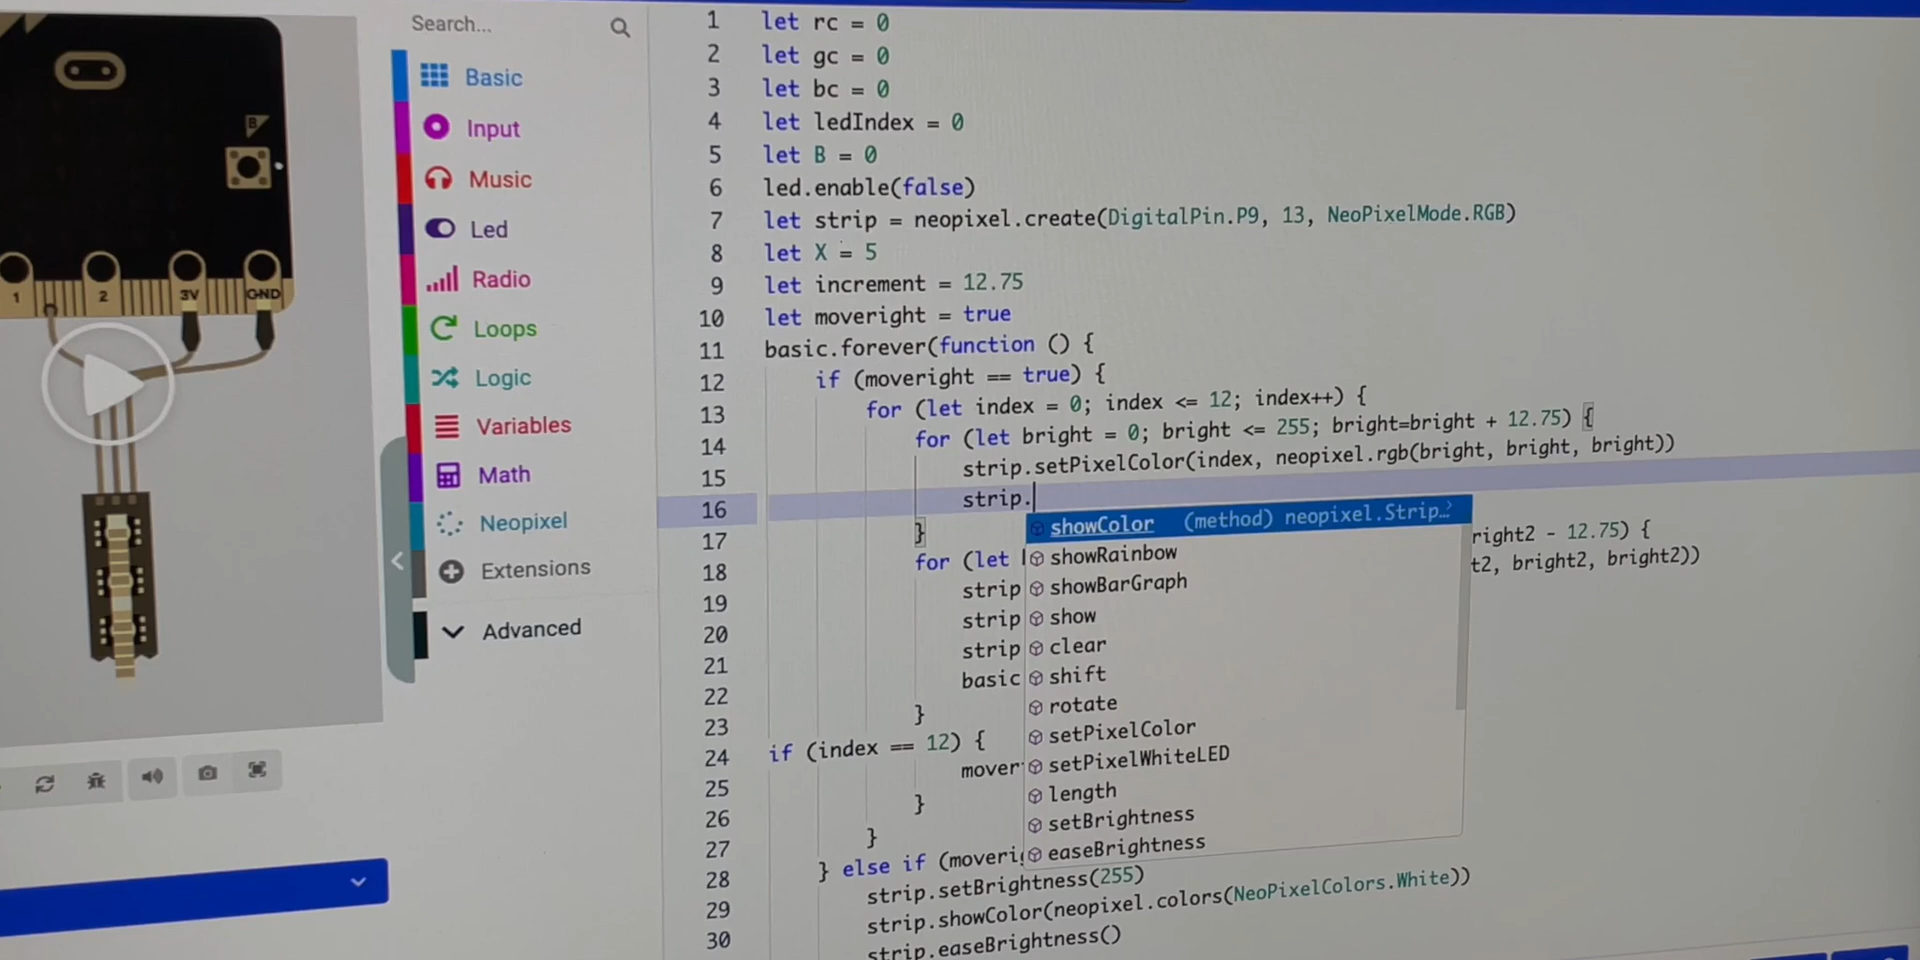 B
1
2
3V
GND
Search...
Basic
Input
Music
Led
Radio
Loops
Logic
Variables
Math
Neopixel
Extensions
Advanced
1 let rc = 0
2 let gc = 0
3 let bc = 0
4 let ledIndex = 0
5 let B = 0
6 led.enable(false)
7 let strip = neopixel.create(DigitalPin.P9, 13, NeoPixelMode.RGB)
8 let X = 5
9 let increment = 12.75
10 let moveright = true
11 basic.forever(function () {
12 if (moveright == true) {
13 for (let index = 0; index <= 12; index++) {
14 for (let bright = 0; bright <= 255; bright=bright + 12.75) {
15 strip.setPixelColor(index, neopixel.rgb(bright, bright, bright))
16 strip.
17 }
18 for (let right2 - 12.75) {
19 strip t2, bright2, bright2))
20 strip
21 strip
22 basic
23 }
24 if (index == 12) {
25 mover
26 }
27 }
28 } else if (moveri
29 strip.setBrightness(255)
30 strip.showColor(neopixel.colors(NeoPixelColors.White))
strip.easeBrightness()
showColor (method) neopixel.Strip…
showRainbow
showBarGraph
show
clear
shift
rotate
setPixelColor
setPixelWhiteLED
length
setBrightness
easeBrightness